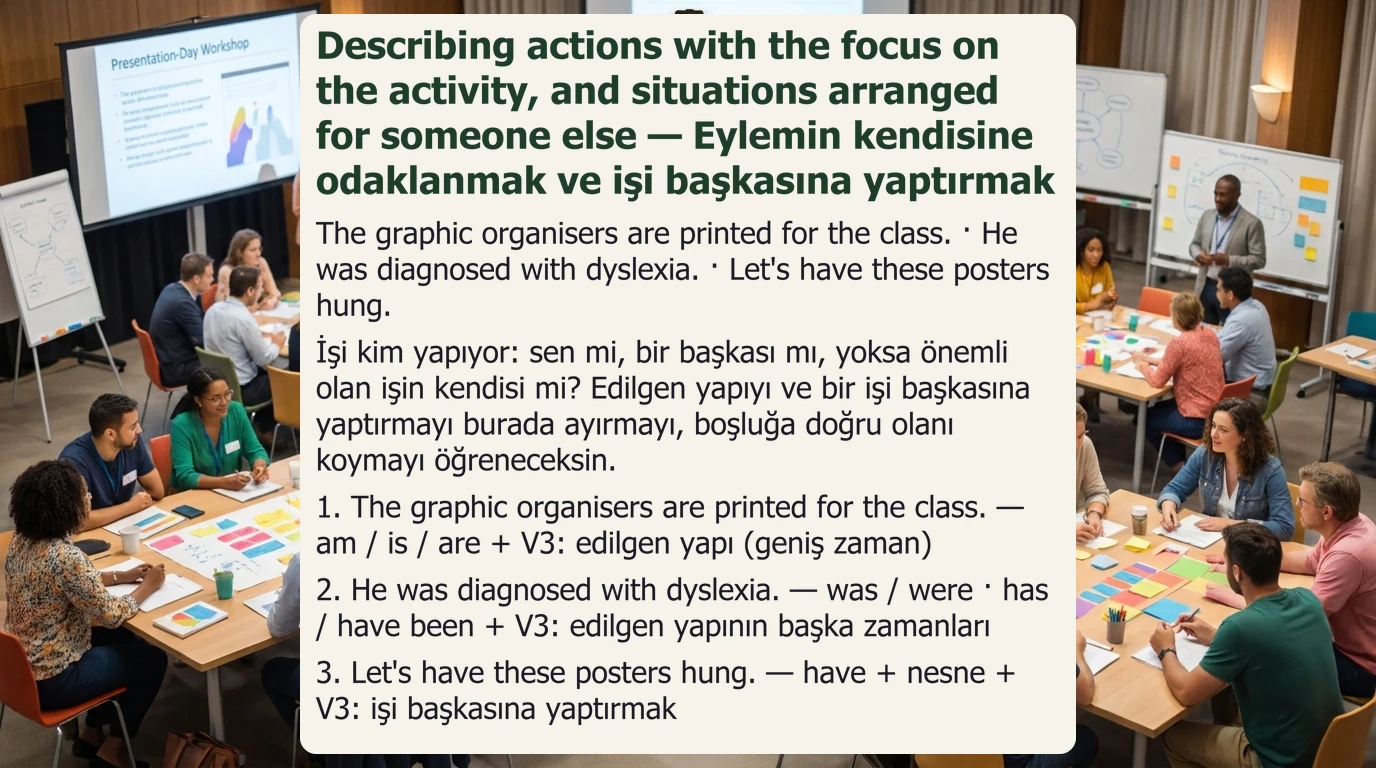 Presentation-Day Workshop
Describing actions with the focus on
the activity, and situations arranged
for someone else — Eylemin kendisine
odaklanmak ve işi başkasına yaptırmak
The graphic organisers are printed for the class. · He
was diagnosed with dyslexia. · Let's have these posters
hung.
İşi kim yapıyor: sen mi, bir başkası mı, yoksa önemli
olan işin kendisi mi? Edilgen yapıyı ve bir işi başkasına
yaptırmayı burada ayırmayı, boşluğa doğru olanı
koymayı öğreneceksin.
1. The graphic organisers are printed for the class. —
am / is / are + V3: edilgen yapı (geniş zaman)
2. He was diagnosed with dyslexia. — was / were · has
/ have been + V3: edilgen yapının başka zamanları
3. Let's have these posters hung. — have + nesne +
V3: işi başkasına yaptırmak